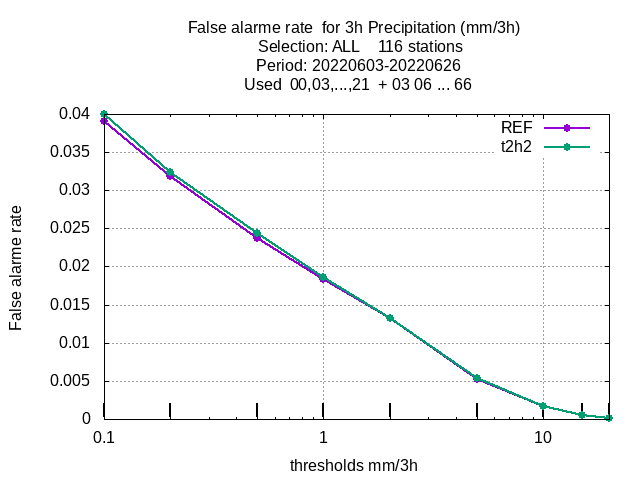 False alarme rate  for 3h Precipitation (mm/3h)
Selection: ALL    116 stations
Period: 20220603-20220626
Used  00,03,...,21  + 03 06 ... 66
REF
t2h2
0.04
0.035
0.03
0.025
0.02
0.015
0.01
0.005
0
False alarme rate
0.1
1
10
thresholds mm/3h